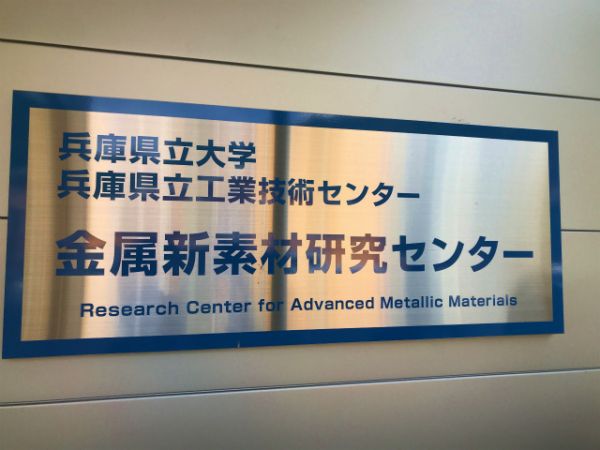 兵庫県立大学
兵庫県立工業技術センター
金属新素材研究センター
Research Center for Advanced Metallic Materials